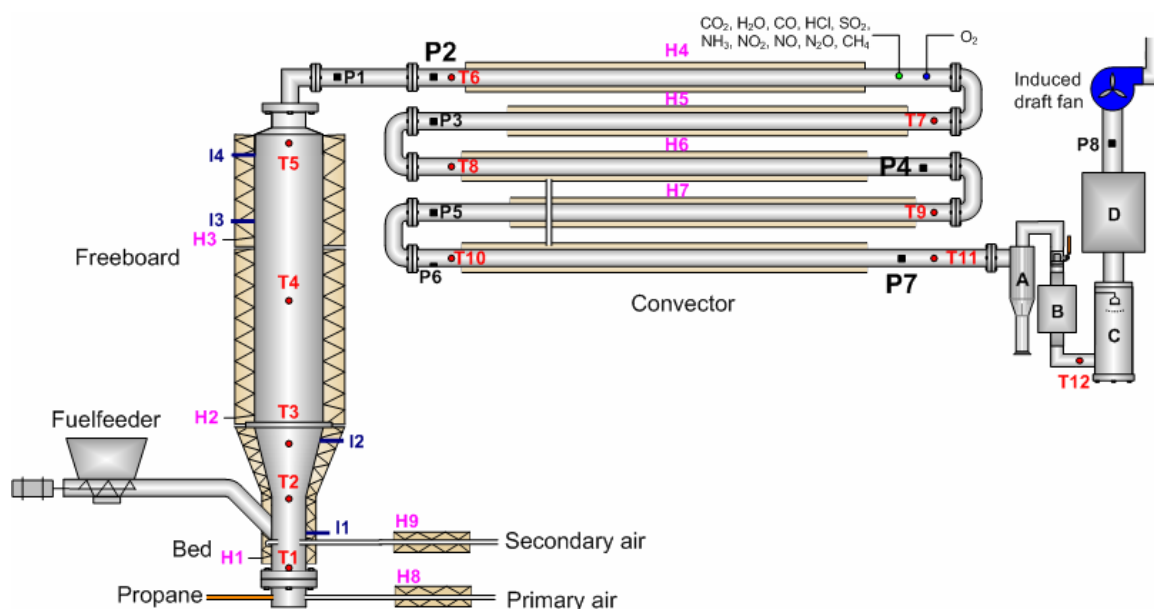 CO₂, H₂O, CO, HCl, SO₂,
NH₃, NO₂, NO, N₂O, CH₄
O₂
H4
P2
P1
T6
Induced
draft fan
H5
P3
T7
I4
T5
H6
T8
P4
P8
H7
I3
P5
T9
D
H3
Freeboard
T10
T11
P6
P7
A
T4
Convector
B
C
T12
H2
T3
Fuelfeeder
I2
T2
I1
H9
Secondary air
Bed
H1
T1
H8
Propane
Primary air